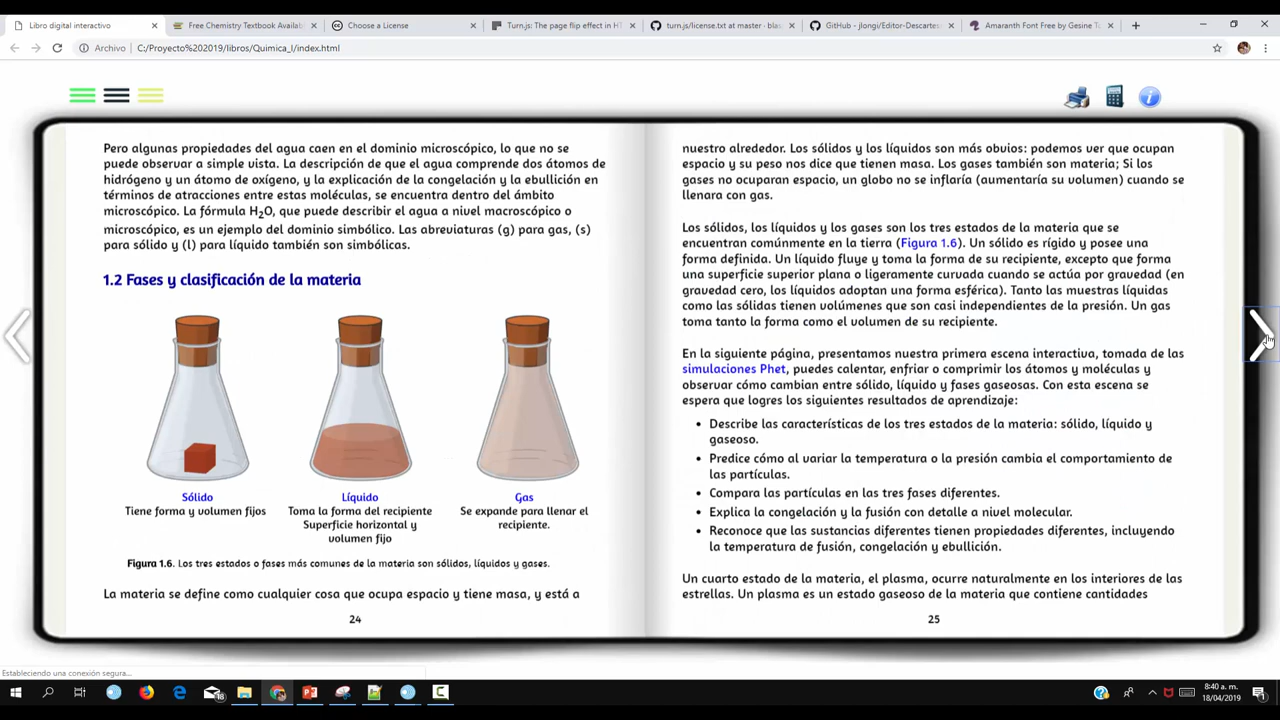 Libro digital interactivo
Free Chemistry Textbook Availab
Choose a License
Turn.js: The page flip effect in HT
turn.js/license.txt at master · blas
GitHub - jlongi/Editor-Descartes
Amaranth Font Free by Gesine To
Archivo
C:/Proyecto%202019/libros/Quimica_I/index.html
Pero algunas propiedades del agua caen en el dominio microscópico, lo que no se
puede observar a simple vista. La descripción de que el agua comprende dos átomos de
hidrógeno y un átomo de oxígeno, y la explicación de la congelación y la ebullición en
términos de atracciones entre estas moléculas, se encuentra dentro del ámbito
microscópico. La fórmula H₂O, que puede describir el agua a nivel macroscópico o
microscópico, es un ejemplo del dominio simbólico. Las abreviaturas (g) para gas, (s)
para sólido y (l) para líquido también son simbólicas.
1.2 Fases y clasificación de la materia
Sólido
Tiene forma y volumen fijos
Líquido
Toma la forma del recipiente
Superficie horizontal y
volumen fijo
Gas
Se expande para llenar el
recipiente.
Figura 1.6. Los tres estados o fases más comunes de la materia son sólidos, líquidos y gases.
La materia se define como cualquier cosa que ocupa espacio y tiene masa, y está a
24
nuestro alrededor. Los sólidos y los líquidos son más obvios: podemos ver que ocupan
espacio y su peso nos dice que tienen masa. Los gases también son materia; Si los
gases no ocuparan espacio, un globo no se inflaría (aumentaría su volumen) cuando se
llenara con gas.
Los sólidos, los líquidos y los gases son los tres estados de la materia que se
encuentran comúnmente en la tierra (Figura 1.6). Un sólido es rígido y posee una
forma definida. Un líquido fluye y toma la forma de su recipiente, excepto que forma
una superficie superior plana o ligeramente curvada cuando se actúa por gravedad (en
gravedad cero, los líquidos adoptan una forma esférica). Tanto las muestras líquidas
como las sólidas tienen volúmenes que son casi independientes de la presión. Un gas
toma tanto la forma como el volumen de su recipiente.
En la siguiente página, presentamos nuestra primera escena interactiva, tomada de las
simulaciones Phet, puedes calentar, enfriar o comprimir los átomos y moléculas y
observar cómo cambian entre sólido, líquido y fases gaseosas. Con esta escena se
espera que logres los siguientes resultados de aprendizaje:
• Describe las características de los tres estados de la materia: sólido, líquido y
gaseoso.
• Predice cómo al variar la temperatura o la presión cambia el comportamiento de
las partículas.
• Compara las partículas en las tres fases diferentes.
• Explica la congelación y la fusión con detalle a nivel molecular.
• Reconoce que las sustancias diferentes tienen propiedades diferentes, incluyendo
la temperatura de fusión, congelación y ebullición.
Un cuarto estado de la materia, el plasma, ocurre naturalmente en los interiores de las
estrellas. Un plasma es un estado gaseoso de la materia que contiene cantidades
25
Estableciendo una conexión segura...
18
8:40 a. m.
18/04/2019